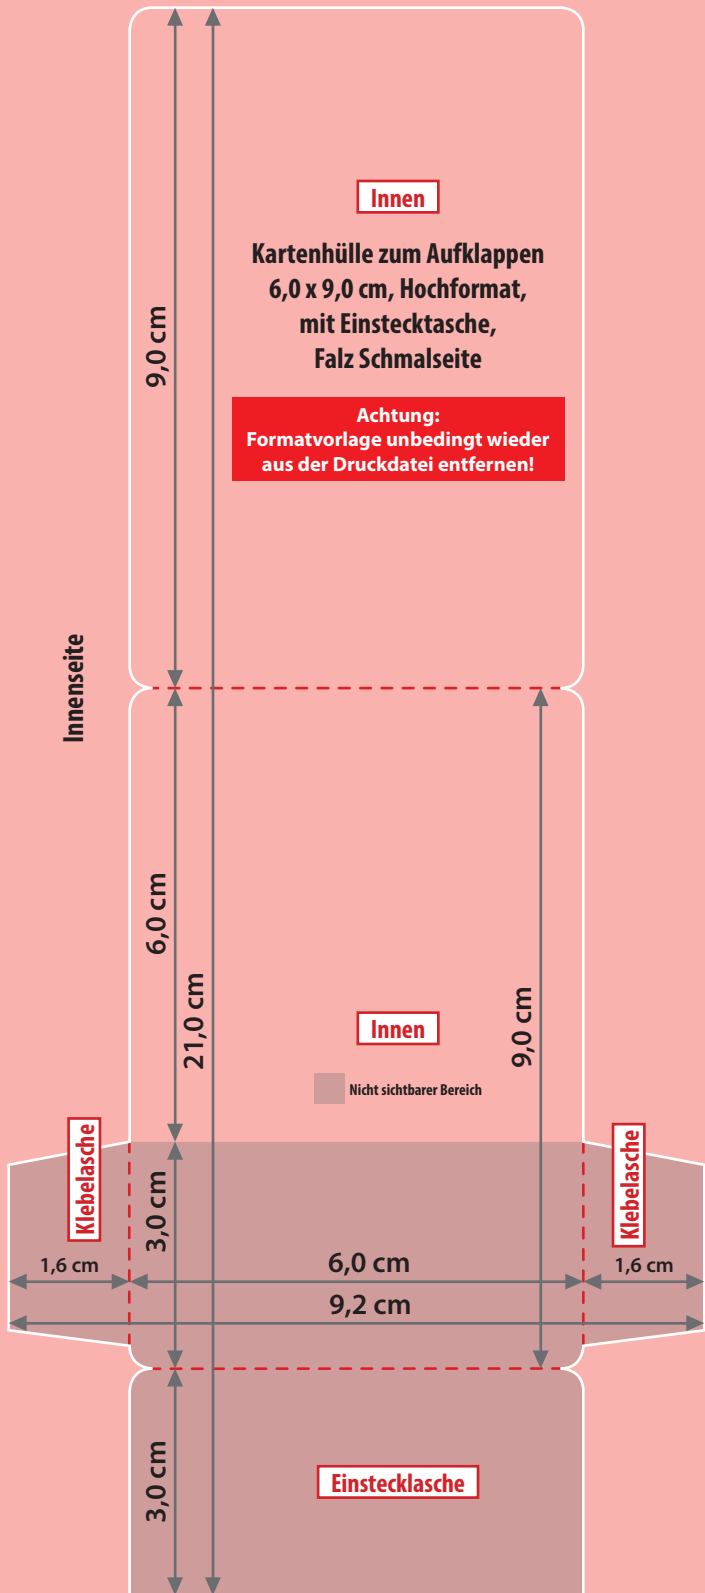 Innen
Kartenhülle zum Aufklappen
6,0 x 9,0 cm, Hochformat,
mit Einstecktasche,
Falz Schmalseite
9,0 cm
Achtung:
Formatvorlage unbedingt wieder
aus der Druckdatei entfernen!
Innenseite
6,0 cm
21,0 cm
9,0 cm
Innen
Nicht sichtbarer Bereich
Klebelasche
3,0 cm
Klebelasche
1,6 cm
6,0 cm
1,6 cm
9,2 cm
3,0 cm
Einstecklasche